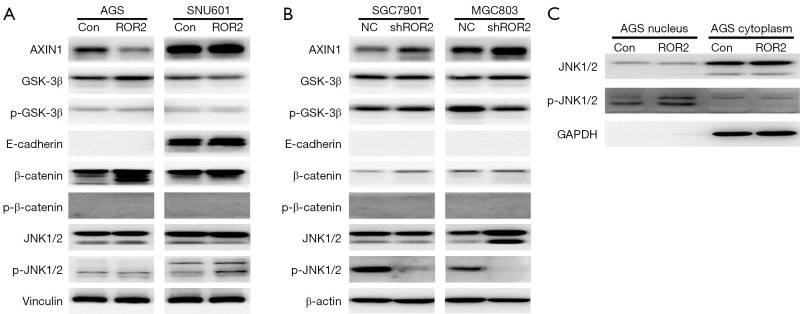 A
AGS SNU601
Con ROR2 Con ROR2
AXIN1
GSK-3β
p-GSK-3β
E-cadherin
β-catenin
p-β-catenin
JNK1/2
p-JNK1/2
Vinculin
B
SGC7901 MGC803
NC shROR2 NC shROR2
AXIN1
GSK-3β
p-GSK-3β
E-cadherin
β-catenin
p-β-catenin
JNK1/2
p-JNK1/2
β-actin
C
AGS nucleus AGS cytoplasm
Con ROR2 Con ROR2
JNK1/2
p-JNK1/2
GAPDH